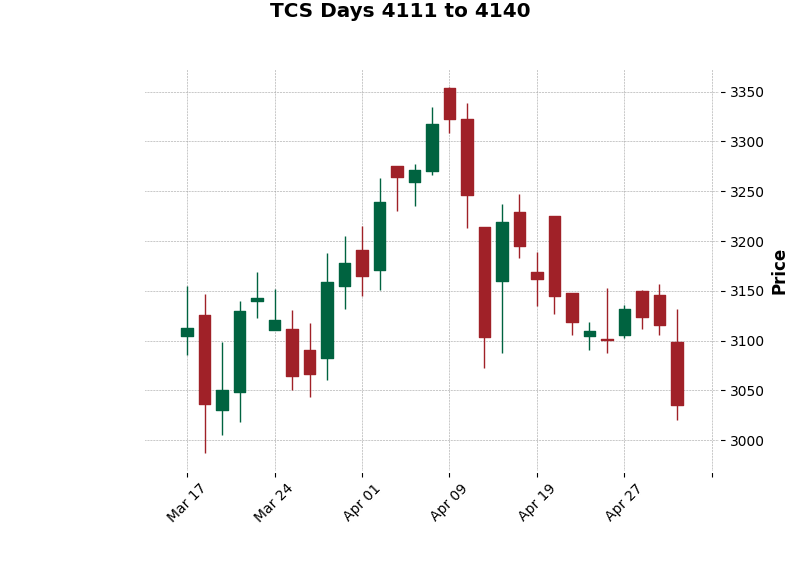 TCS Days 4111 to 4140
3350
3300
3250
3200
3150
3100
3050
3000
Price
Mar 17
Mar 24
Apr 01
Apr 09
Apr 19
Apr 27